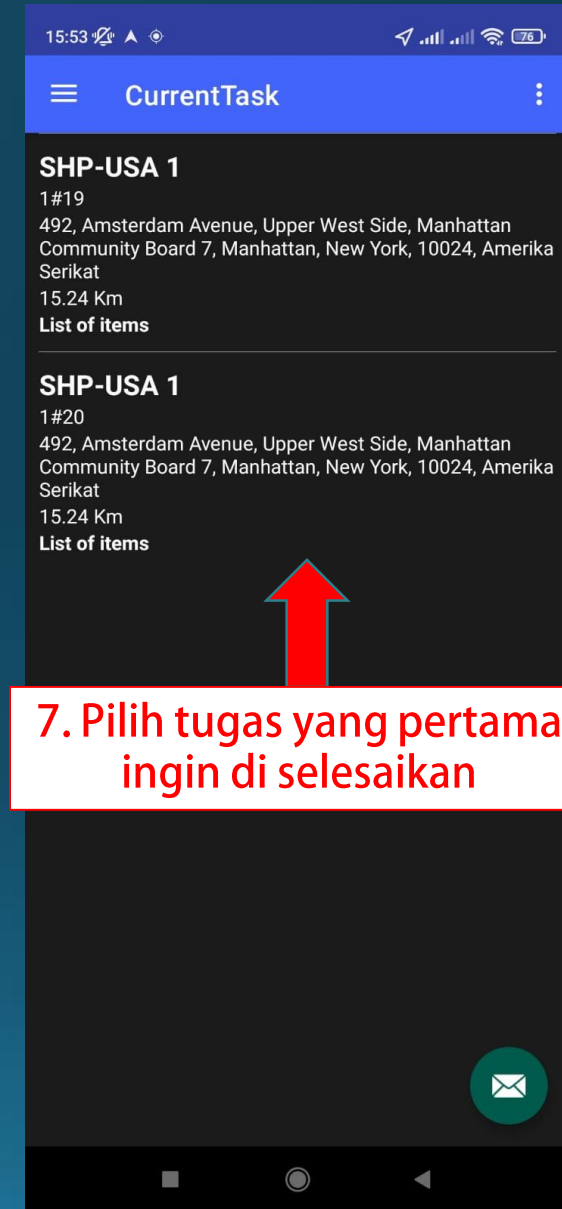 15:53
76
CurrentTask
SHP-USA 1
1#19
492, Amsterdam Avenue, Upper West Side, Manhattan
Community Board 7, Manhattan, New York, 10024, Amerika
Serikat
15.24 Km
List of items
SHP-USA 1
1#20
492, Amsterdam Avenue, Upper West Side, Manhattan
Community Board 7, Manhattan, New York, 10024, Amerika
Serikat
15.24 Km
List of items
7. Pilih tugas yang pertama
ingin di selesaikan